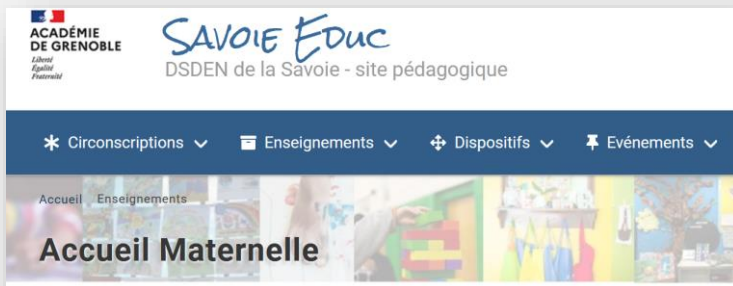 ACADÉMIE
DE GRENOBLE
Liberté
Égalité
Fraternité
SAVOIE EDUC
DSDEN de la Savoie - site pédagogique
Circonscriptions Enseignements Dispositifs Evénements
Accueil Enseignements
Accueil Maternelle